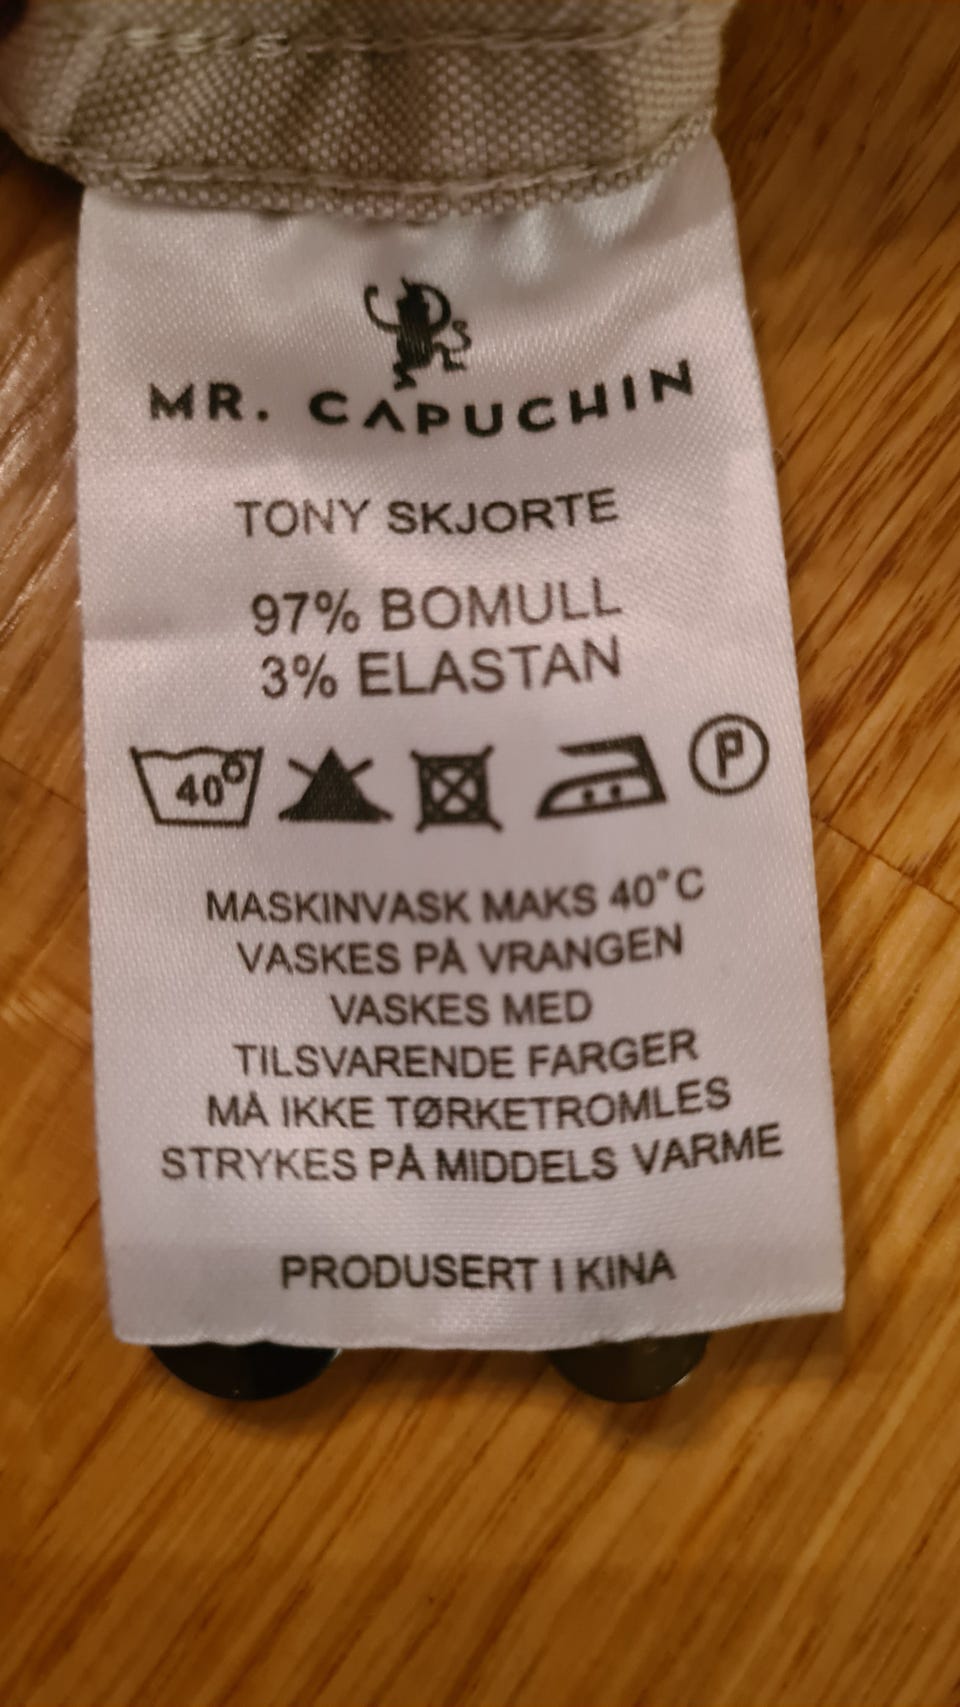 MR. CAPUCHIN
TONY SKJORTE
97% BOMULL
3% ELASTAN
40° P
MASKINVASK MAKS 40°C
VASKES PÅ VRANGEN
VASKES MED
TILSVARENDE FARGER
MÅ IKKE TØRKETROMLES
STRYKES PÅ MIDDELS VARME
PRODUSERT I KINA